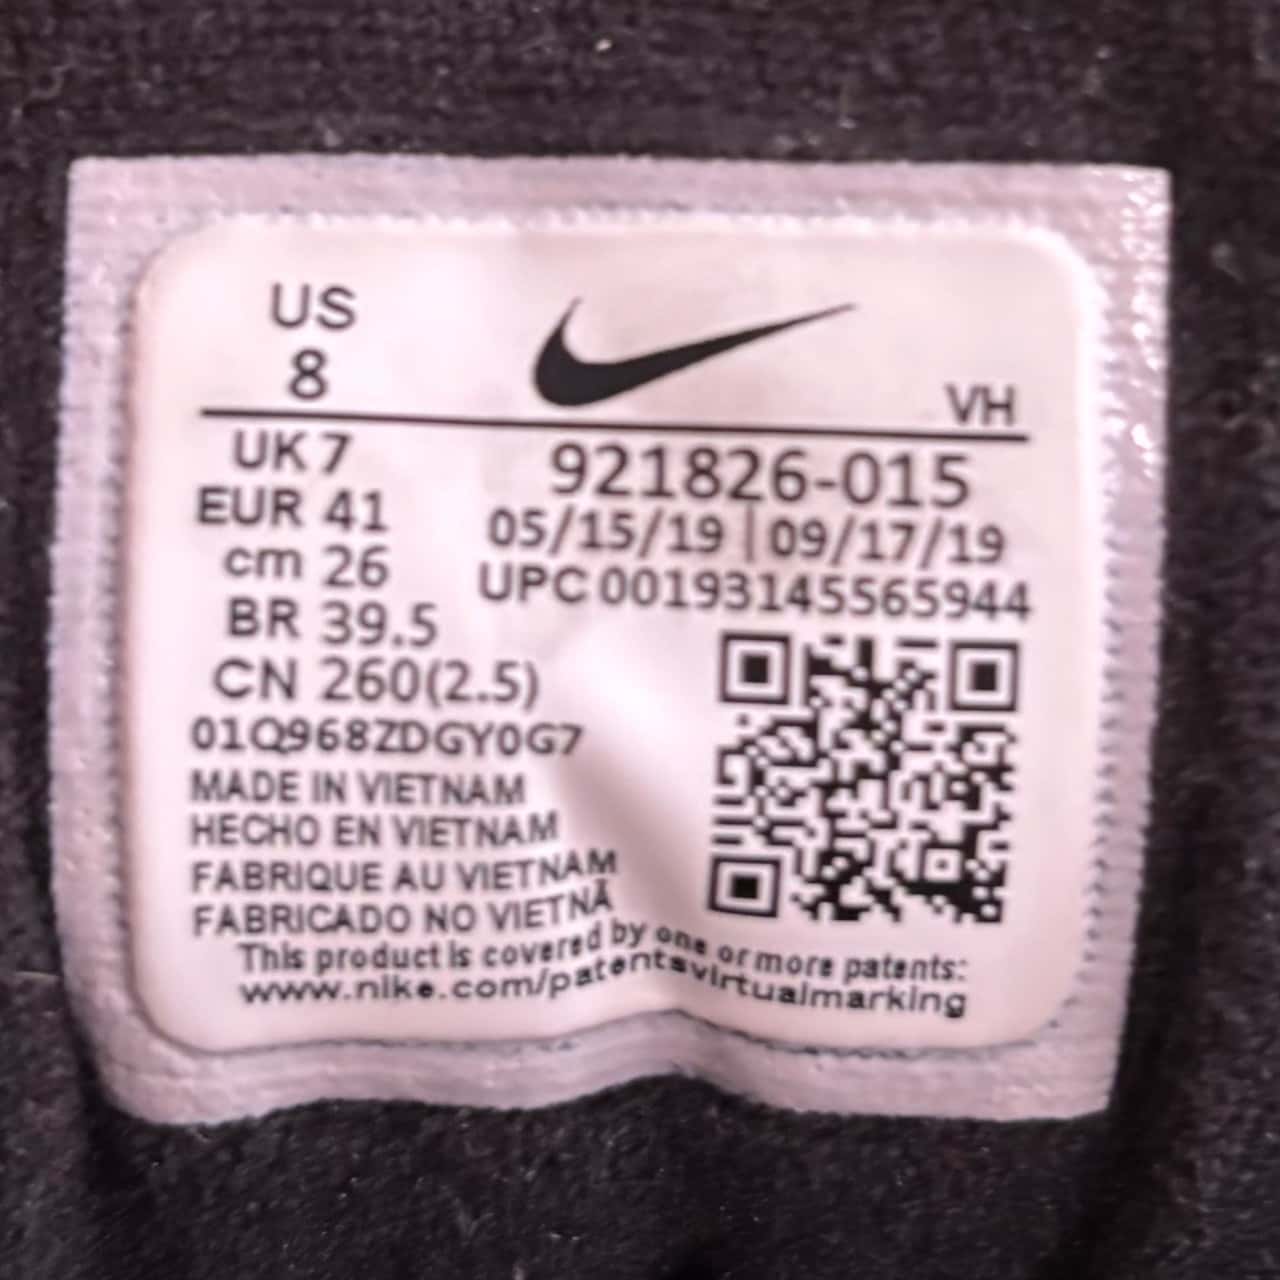 US
8
VH
UK 7
EUR 41
cm 26
BR 39.5
CN 260(2.5)
921826-015
05/15/19 | 09/17/19
UPC 00193145565944
01Q968ZDGY0G7
MADE IN VIETNAM
HECHO EN VIETNAM
FABRIQUE AU VIETNAM
FABRICADO NO VIETNÃ
This product is covered by one or more patents:
www.nike.com/patentsvirtualmarking